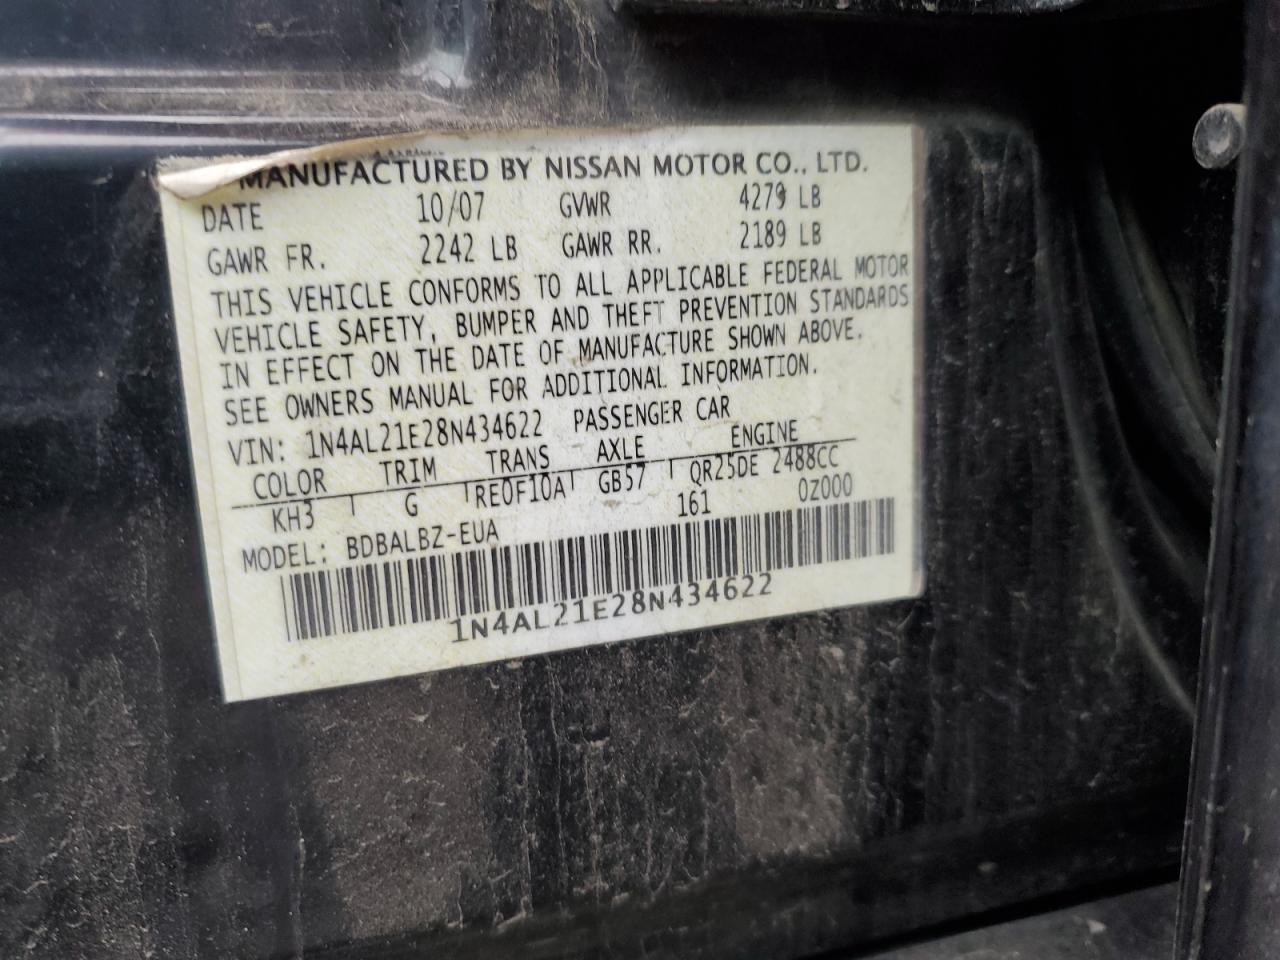 MANUFACTURED BY NISSAN MOTOR CO., LTD.
DATE 10/07 GVWR 4279 LB
GAWR FR. 2242 LB GAWR RR. 2189 LB
THIS VEHICLE CONFORMS TO ALL APPLICABLE FEDERAL MOTOR
VEHICLE SAFETY, BUMPER AND THEFT PREVENTION STANDARDS
IN EFFECT ON THE DATE OF MANUFACTURE SHOWN ABOVE.
SEE OWNERS MANUAL FOR ADDITIONAL INFORMATION.
VIN: 1N4AL21E28N434622 PASSENGER CAR
COLOR TRIM TRANS AXLE ENGINE
KH3 G RE0F10A GB57 QR25DE 2488CC
161 0Z000
MODEL: BDBALBZ-EUA
1N4AL21E28N434622